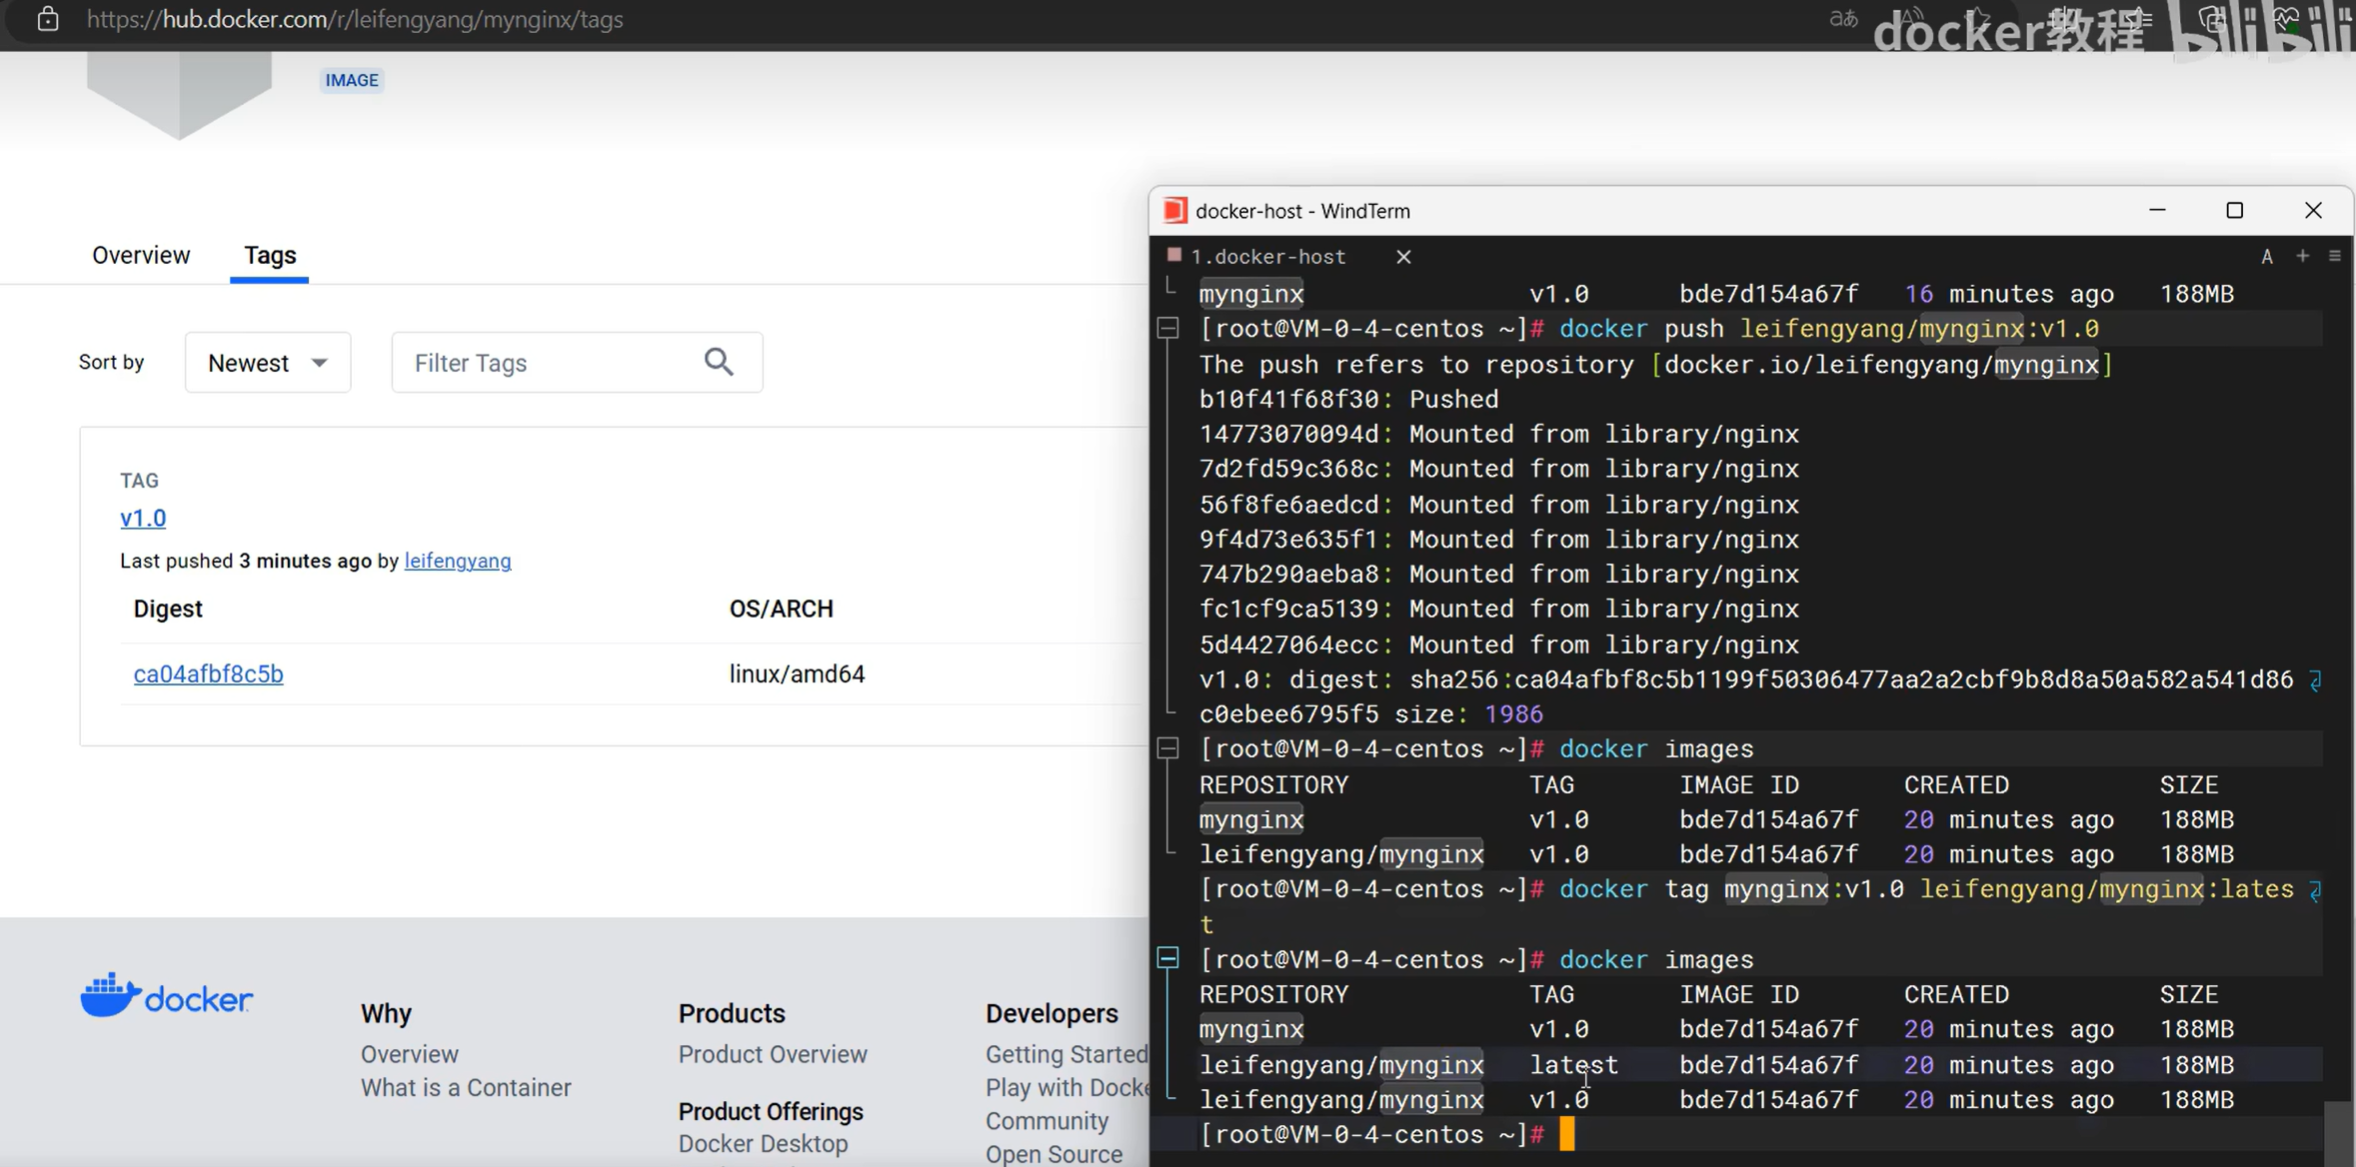 https://hub.docker.com/r/leifengyang/mynginx/tags
docker教程 bilibili
IMAGE
Overview
Tags
Sort by
Newest
Filter Tags
TAG
v1.0
Last pushed 3 minutes ago by leifengyang
Digest OS/ARCH
ca04afbf8c5b linux/amd64
docker
Why
Overview
What is a Container
Products
Product Overview
Product Offerings
Docker Desktop
Developers
Getting Started
Play with Docke
Community
Open Source
docker-host - WindTerm
1.docker-host
mynginx v1.0 bde7d154a67f 16 minutes ago 188MB
[root@VM-0-4-centos ~]# docker push leifengyang/mynginx:v1.0
The push refers to repository [docker.io/leifengyang/mynginx]
b10f41f68f30: Pushed
14773070094d: Mounted from library/nginx
7d2fd59c368c: Mounted from library/nginx
56f8fe6aedcd: Mounted from library/nginx
9f4d73e635f1: Mounted from library/nginx
747b290aeba8: Mounted from library/nginx
fc1cf9ca5139: Mounted from library/nginx
5d4427064ecc: Mounted from library/nginx
v1.0: digest: sha256:ca04afbf8c5b1199f50306477aa2a2cbf9b8d8a50a582a541d86
c0ebee6795f5 size: 1986
[root@VM-0-4-centos ~]# docker images
REPOSITORY TAG IMAGE ID CREATED SIZE
mynginx v1.0 bde7d154a67f 20 minutes ago 188MB
leifengyang/mynginx v1.0 bde7d154a67f 20 minutes ago 188MB
[root@VM-0-4-centos ~]# docker tag mynginx:v1.0 leifengyang/mynginx:lates
t
[root@VM-0-4-centos ~]# docker images
REPOSITORY TAG IMAGE ID CREATED SIZE
mynginx v1.0 bde7d154a67f 20 minutes ago 188MB
leifengyang/mynginx latest bde7d154a67f 20 minutes ago 188MB
leifengyang/mynginx v1.0 bde7d154a67f 20 minutes ago 188MB
[root@VM-0-4-centos ~]#